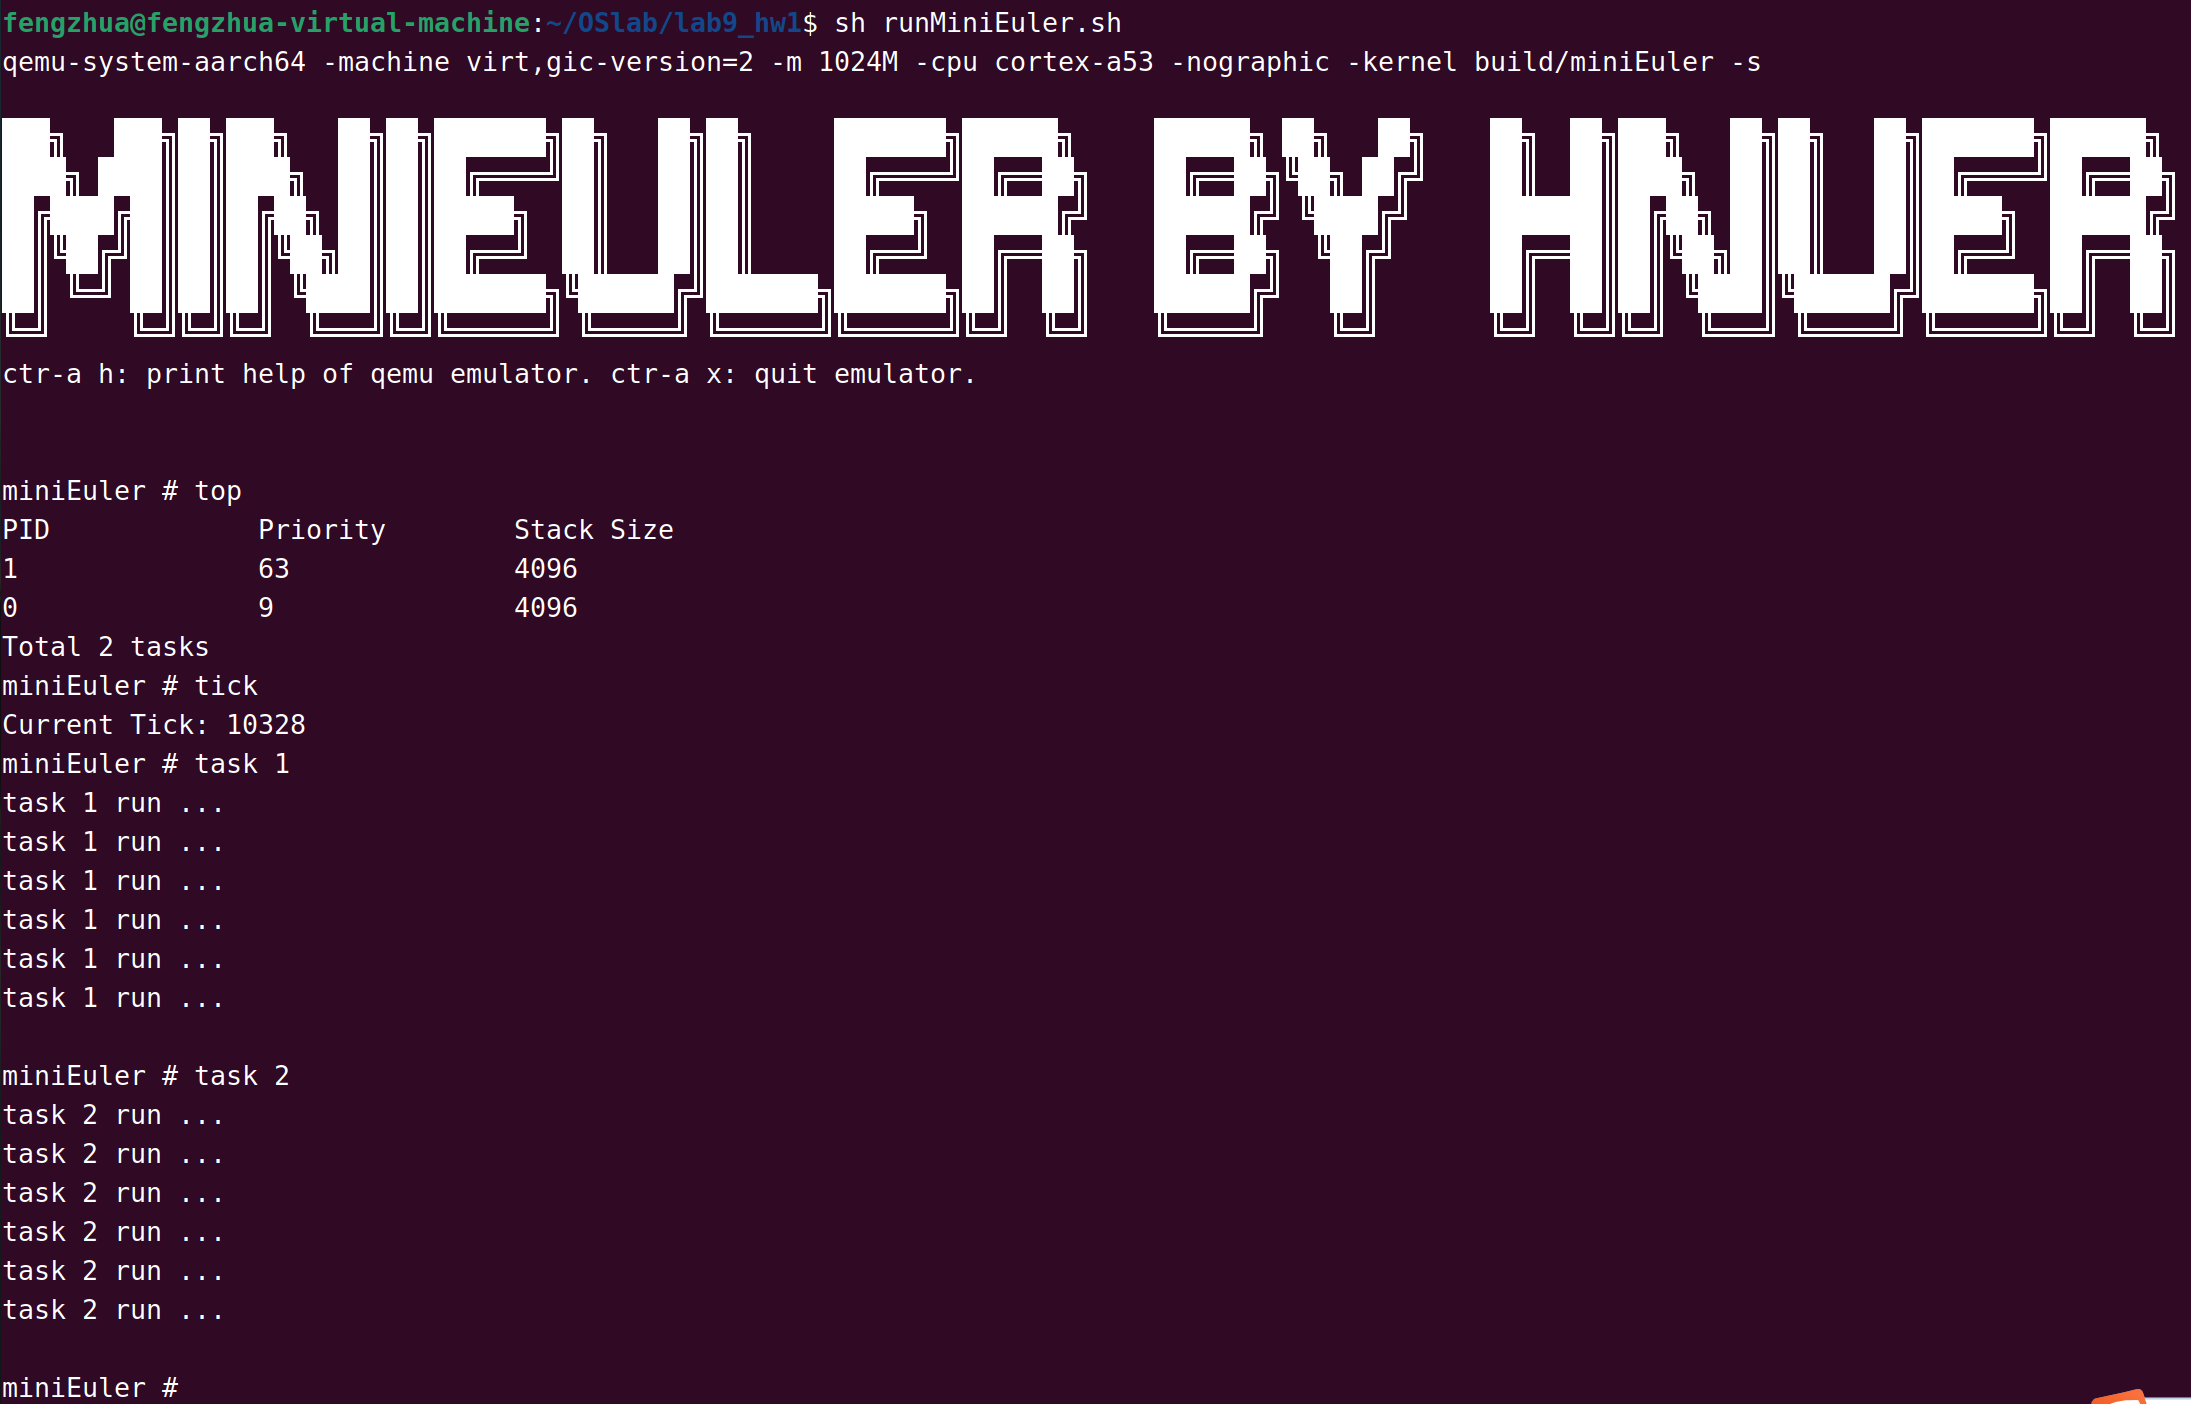 fengzhua@fengzhua-virtual-machine:~/OSlab/lab9_hw1$ sh runMiniEuler.sh
qemu-system-aarch64 -machine virt,gic-version=2 -m 1024M -cpu cortex-a53 -nographic -kernel build/miniEuler -s
MINIEULER BY HNUER
ctr-a h: print help of qemu emulator. ctr-a x: quit emulator.
miniEuler # top
PID Priority Stack Size
1 63 4096
0 9 4096
Total 2 tasks
miniEuler # tick
Current Tick: 10328
miniEuler # task 1
task 1 run ...
task 1 run ...
task 1 run ...
task 1 run ...
task 1 run ...
task 1 run ...
miniEuler # task 2
task 2 run ...
task 2 run ...
task 2 run ...
task 2 run ...
task 2 run ...
task 2 run ...
miniEuler #